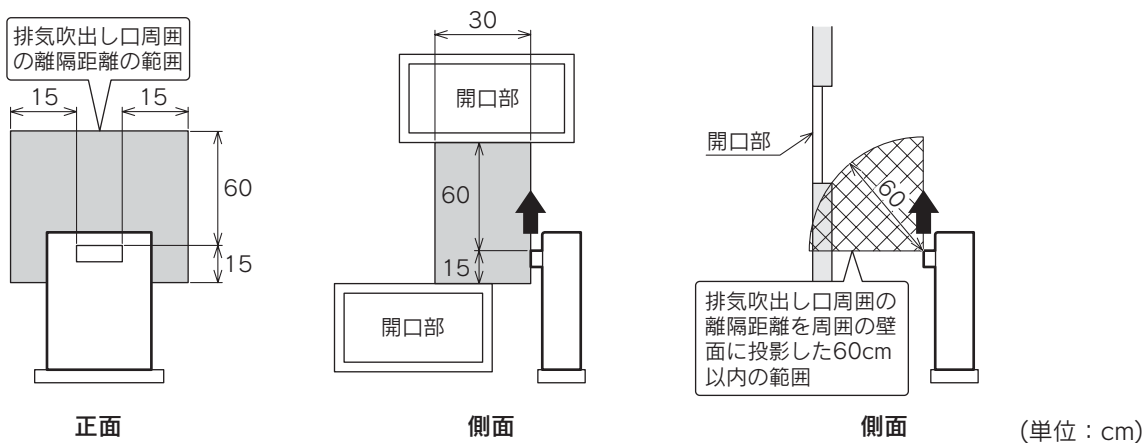 排気吹出し口周囲
の離隔距離の範囲
15
15
60
15
正面
30
開口部
60
15
開口部
側面
開口部
60
排気吹出し口周囲の
離隔距離を周囲の壁
面に投影した60cm
以内の範囲
側面
(単位：cm)